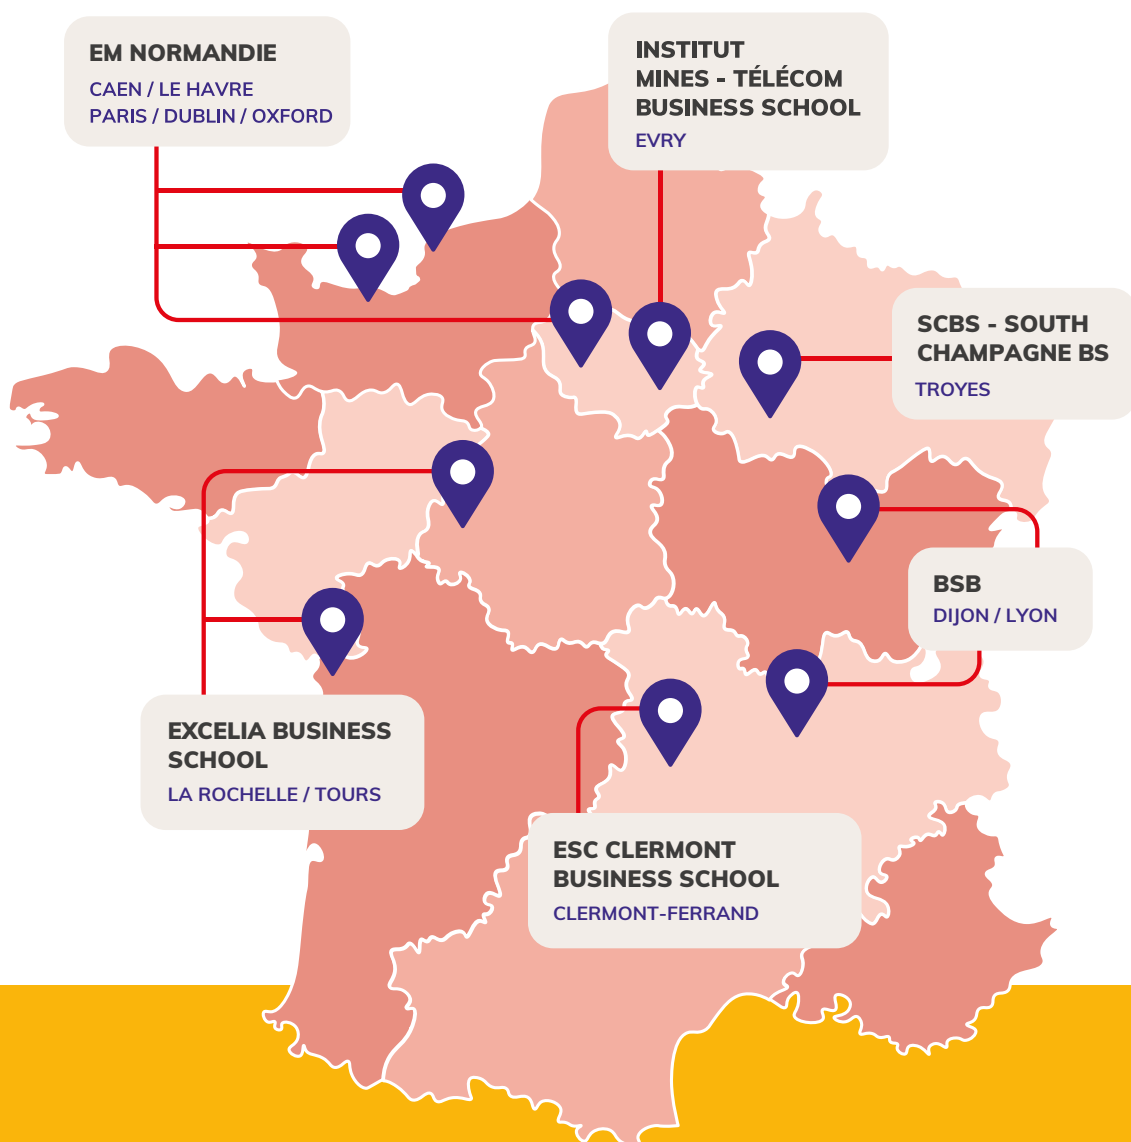 EM NORMANDIE
CAEN / LE HAVRE
PARIS / DUBLIN / OXFORD
INSTITUT
MINES - TÉLÉCOM
BUSINESS SCHOOL
EVRY
SCBS - SOUTH
CHAMPAGNE BS
TROYES
BSB
DIJON / LYON
EXCELIA BUSINESS
SCHOOL
LA ROCHELLE / TOURS
ESC CLERMONT
BUSINESS SCHOOL
CLERMONT-FERRAND